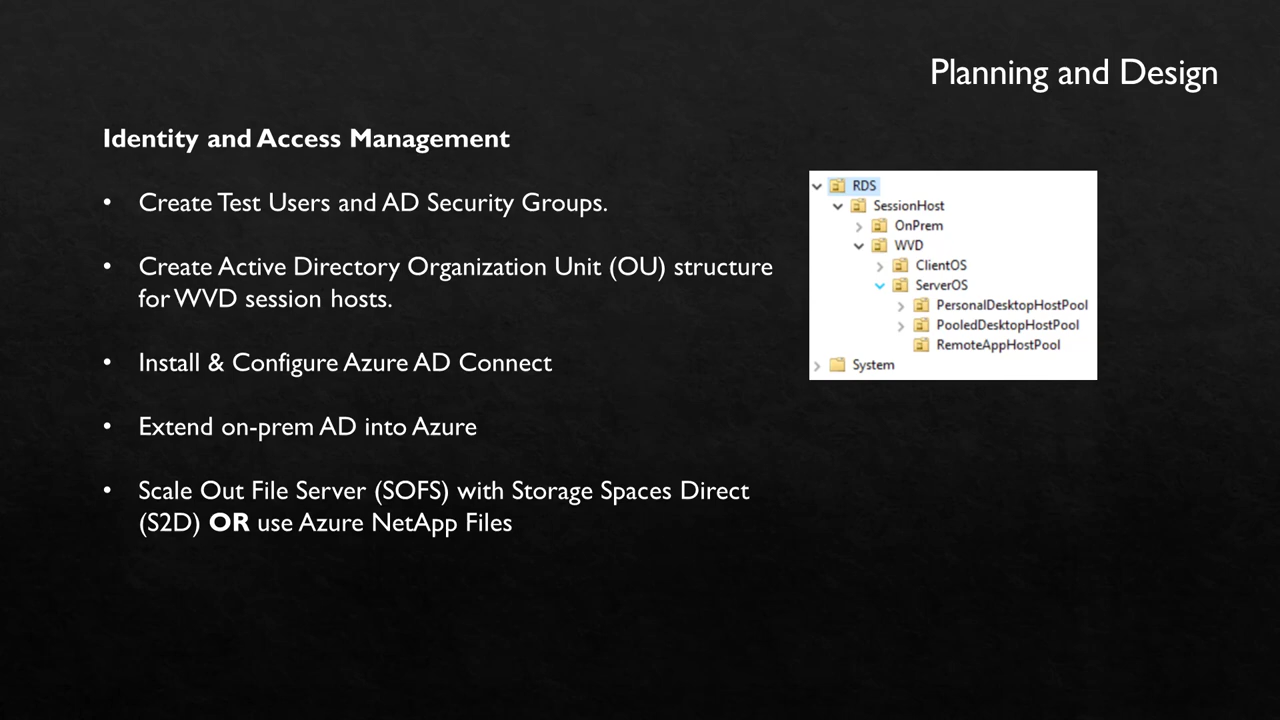 Planning and Design
Identity and Access Management
• Create Test Users and AD Security Groups.
• Create Active Directory Organization Unit (OU) structure
for WVD session hosts.
• Install & Configure Azure AD Connect
• Extend on-prem AD into Azure
• Scale Out File Server (SOFS) with Storage Spaces Direct
(S2D) OR use Azure NetApp Files
RDS
SessionHost
OnPrem
WVD
ClientOS
ServerOS
PersonalDesktopHostPool
PooledDesktopHostPool
RemoteAppHostPool
System